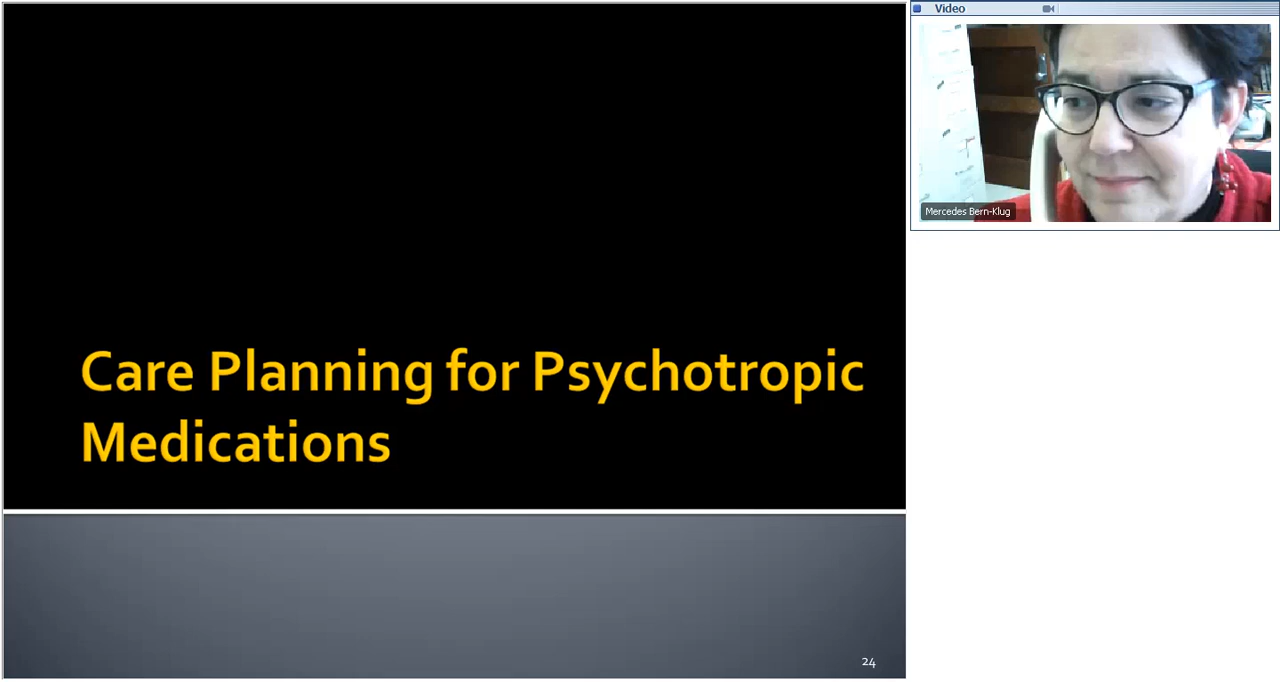 Care Planning for Psychotropic
Medications
24
Video
Mercedes Bern-Klug